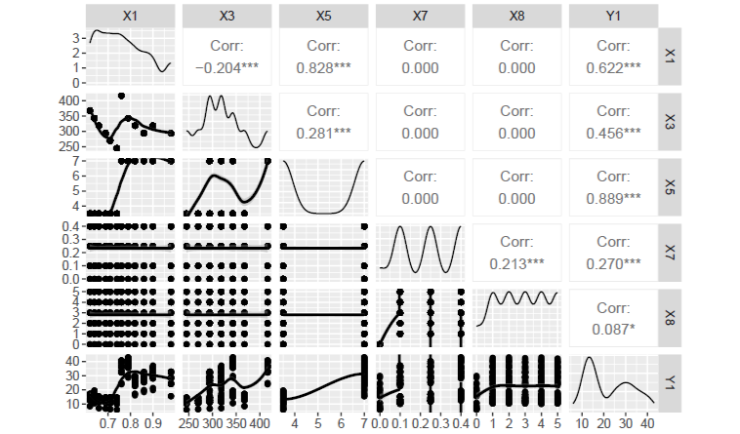 X1 X3 X5 X7 X8 Y1
3
2
1
0
Corr:
−0.204***
Corr:
0.828***
Corr:
0.000
Corr:
0.000
Corr:
0.622***
X1
400
350
300
250
Corr:
0.281***
Corr:
0.000
Corr:
0.000
Corr:
0.456***
X3
7
6
5
4
Corr:
0.000
Corr:
0.000
Corr:
0.889***
X5
0.4
0.3
0.2
0.1
0.0
Corr:
0.213***
Corr:
0.270***
X7
5
4
3
2
1
0
Corr:
0.087*
X8
40
30
20
10
Y1
0.7 0.8 0.9 250 300 350 400 4 5 6 7 0.0 0.1 0.2 0.3 0.4 0 1 2 3 4 5 10 20 30 40